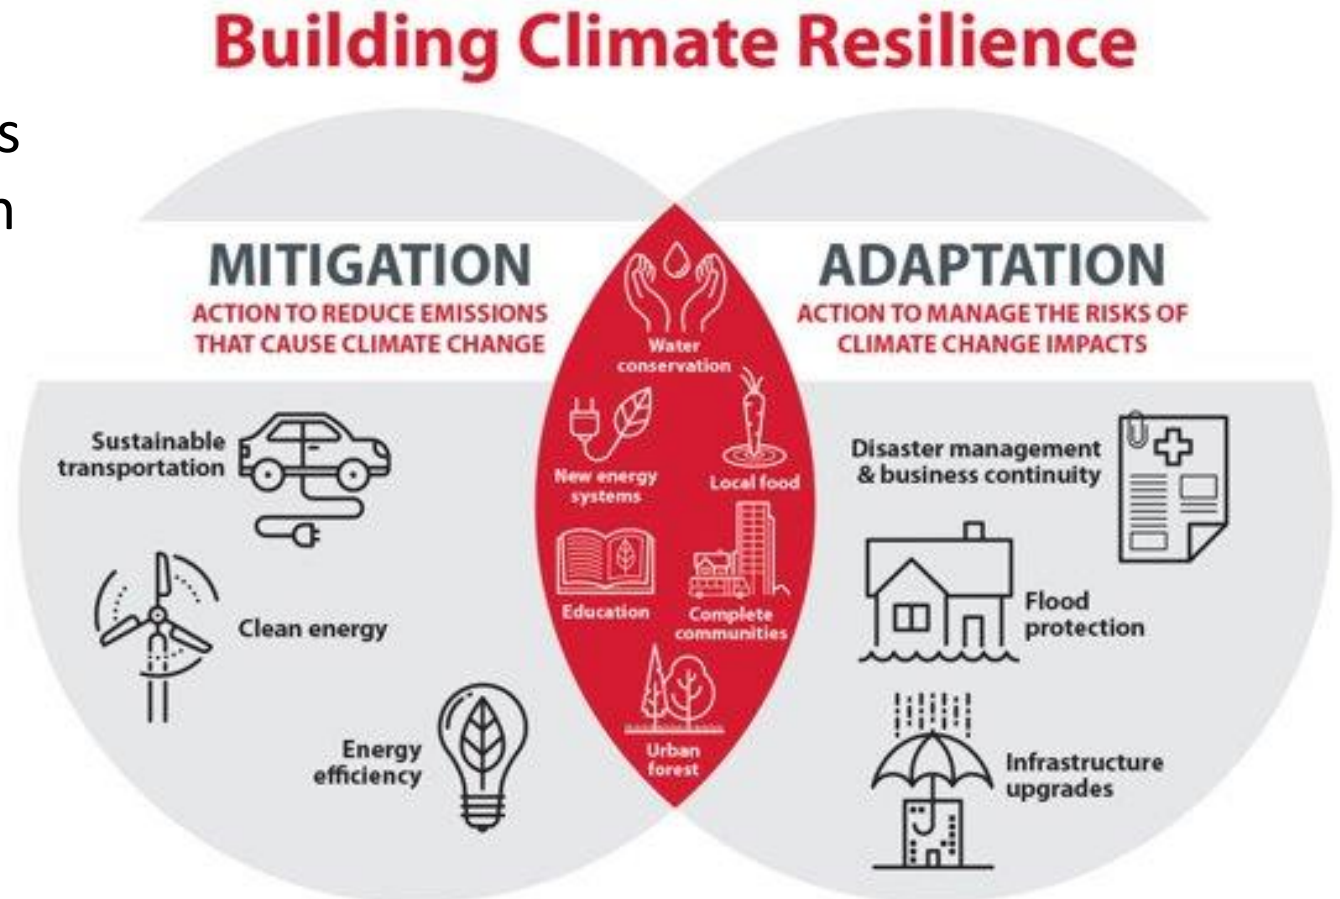 Building Climate Resilience
s
n
MITIGATION
ACTION TO REDUCE EMISSIONS
THAT CAUSE CLIMATE CHANGE
Sustainable
transportation
Clean energy
Energy
efficiency
Water
conservation
New energy
systems
Local food
Education
Complete
communities
Urban
forest
ADAPTATION
ACTION TO MANAGE THE RISKS OF
CLIMATE CHANGE IMPACTS
Disaster management
& business continuity
Flood
protection
Infrastructure
upgrades